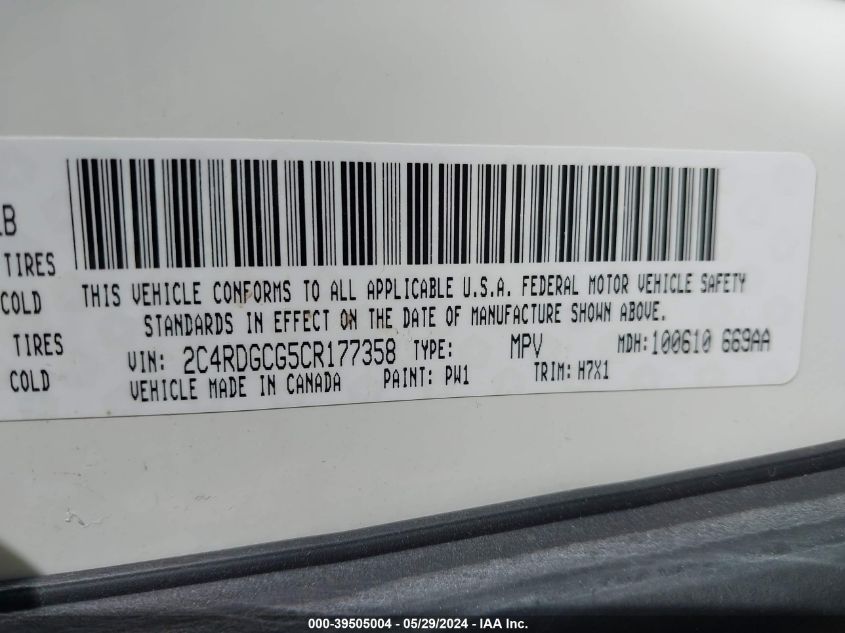 LB
TIRES
COLD
TIRES
COLD
THIS VEHICLE CONFORMS TO ALL APPLICABLE U.S.A. FEDERAL MOTOR VEHICLE SAFETY
STANDARDS IN EFFECT ON THE DATE OF MANUFACTURE SHOWN ABOVE.
VIN: 2C4RDGCG5CR177358 TYPE: MPV MDH:100610 669AA
VEHICLE MADE IN CANADA PAINT: PW1 TRIM: H7X1
000-39505004 - 05/29/2024 - IAA Inc.